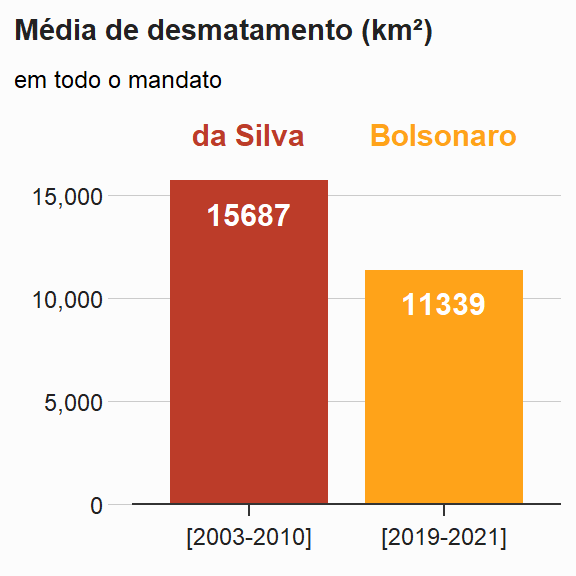 Média de desmatamento (km²)
em todo o mandato
da Silva Bolsonaro
15,000
15687
10,000
11339
5,000
0
[2003-2010] [2019-2021]